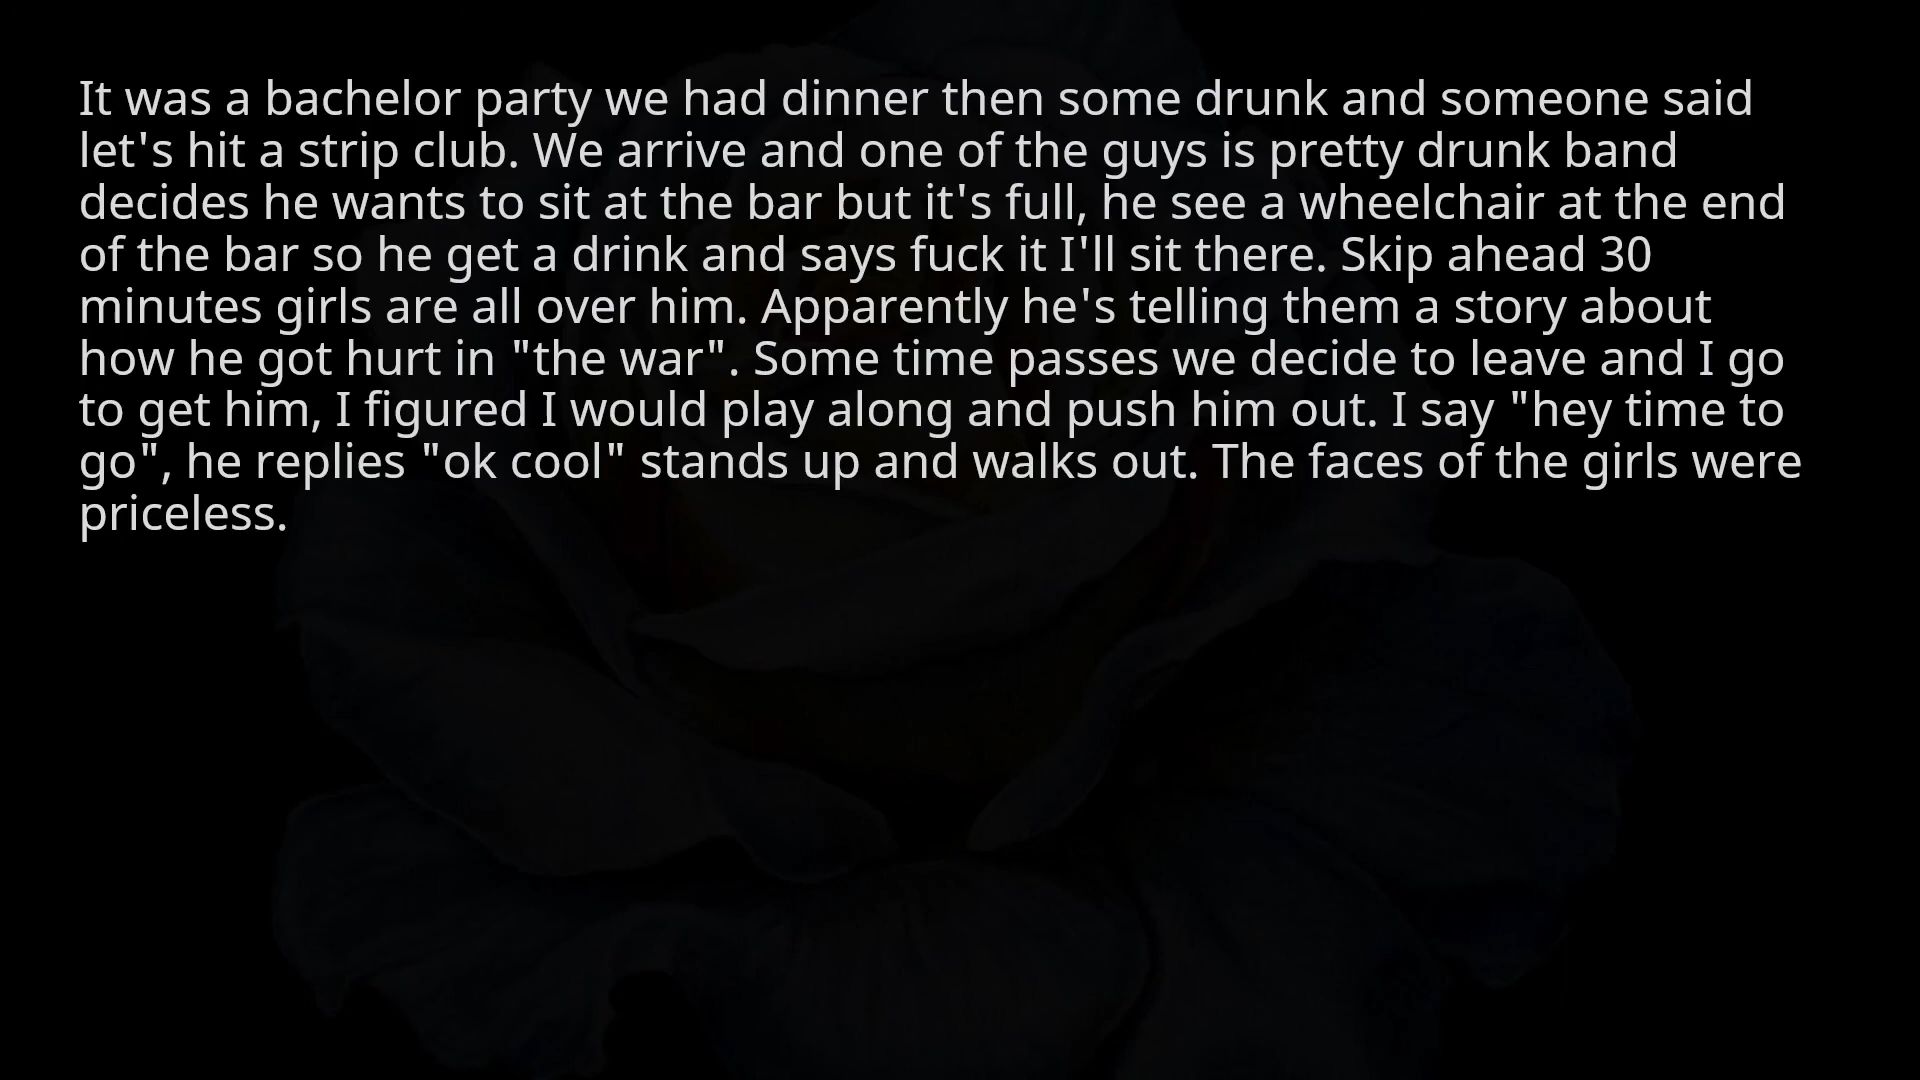 It was a bachelor party we had dinner then some drunk and someone said
let's hit a strip club. We arrive and one of the guys is pretty drunk band
decides he wants to sit at the bar but it's full, he see a wheelchair at the end
of the bar so he get a drink and says fuck it I'll sit there. Skip ahead 30
minutes girls are all over him. Apparently he's telling them a story about
how he got hurt in "the war". Some time passes we decide to leave and I go
to get him, I figured I would play along and push him out. I say "hey time to
go", he replies "ok cool" stands up and walks out. The faces of the girls were
priceless.